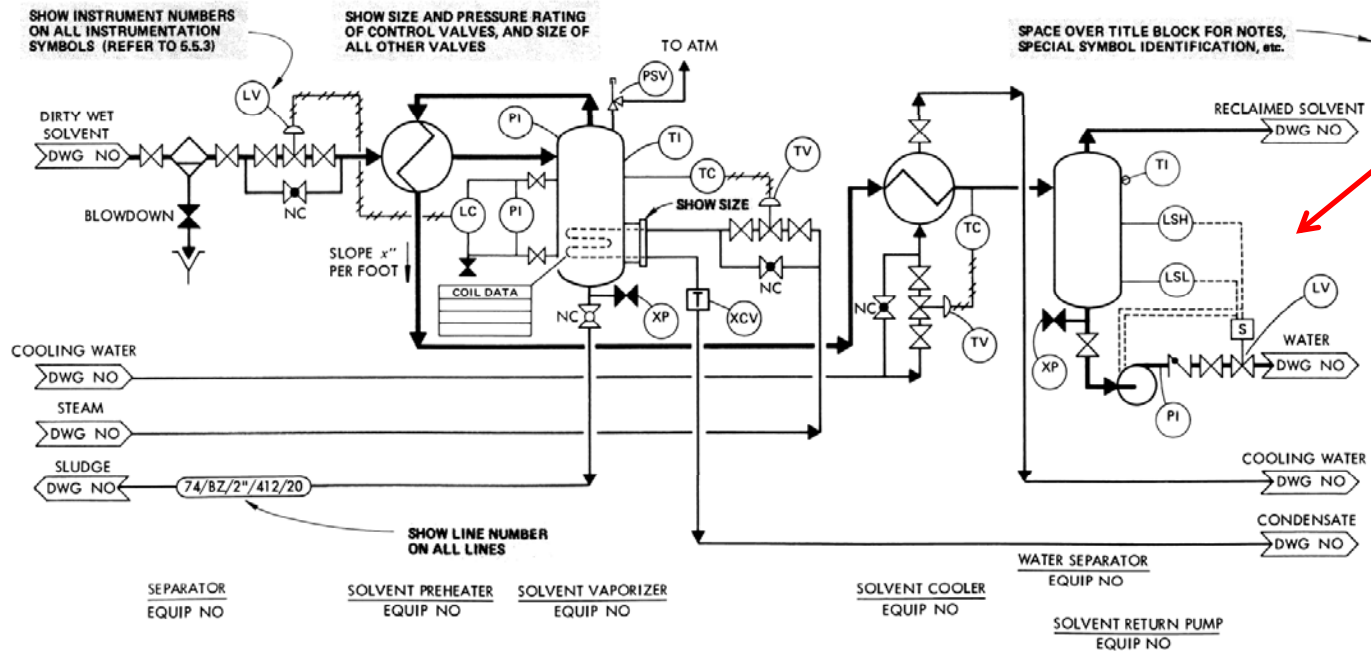 SHOW INSTRUMENT NUMBERS
ON ALL INSTRUMENTATION
SYMBOLS (REFER TO 5.5.3)
SHOW SIZE AND PRESSURE RATING
OF CONTROL VALVES, AND SIZE OF
ALL OTHER VALVES
SPACE OVER TITLE BLOCK FOR NOTES,
SPECIAL SYMBOL IDENTIFICATION, etc.
TO ATM
PSV
LV
DIRTY WET
SOLVENT
DWG NO
PI
TI
TC
TV
RECLAIMED SOLVENT
DWG NO
TI
BLOWDOWN
NC
LC
PI
SHOW SIZE
TC
LSH
SLOPE x"
PER FOOT
COIL DATA
NC
LSL
LV
NC
XP
T
XCV
NC
TV
S
XP
WATER
DWG NO
PI
COOLING WATER
DWG NO
STEAM
DWG NO
SLUDGE
DWG NO
74/BZ/2"/412/20
COOLING WATER
DWG NO
SHOW LINE NUMBER
ON ALL LINES
CONDENSATE
DWG NO
SEPARATOR
EQUIP NO
SOLVENT PREHEATER
EQUIP NO
SOLVENT VAPORIZER
EQUIP NO
SOLVENT COOLER
EQUIP NO
WATER SEPARATOR
EQUIP NO
SOLVENT RETURN PUMP
EQUIP NO